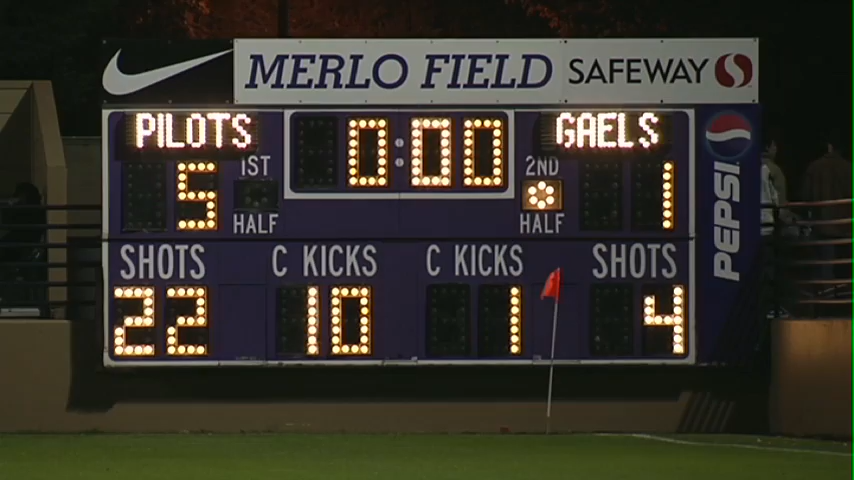 MERLO FIELD SAFEWAY
PILOTS 0:00 GAELS
5 1ST HALF 2ND HALF 1
PEPSI
SHOTS C KICKS C KICKS SHOTS
22 10 1 4